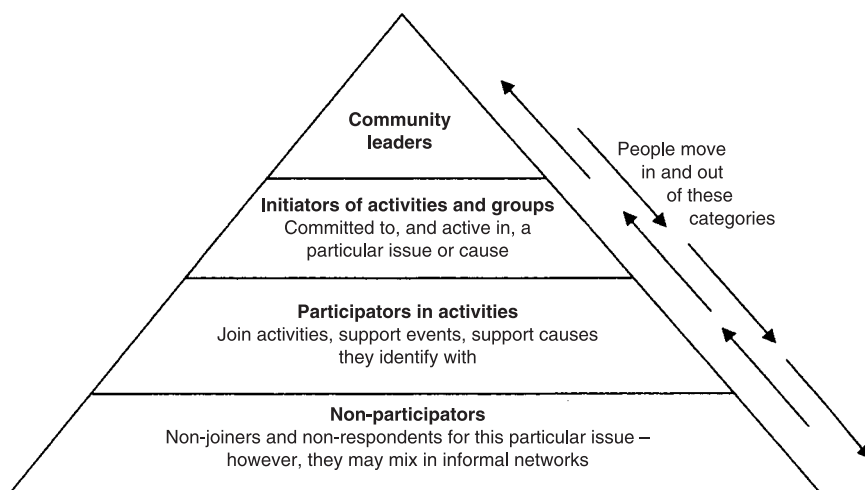 Community
leaders
Initiators of activities and groups
Committed to, and active in, a
particular issue or cause
Participators in activities
Join activities, support events, support causes
they identify with
Non-participators
Non-joiners and non-respondents for this particular issue –
however, they may mix in informal networks
People move
in and out
of these
categories